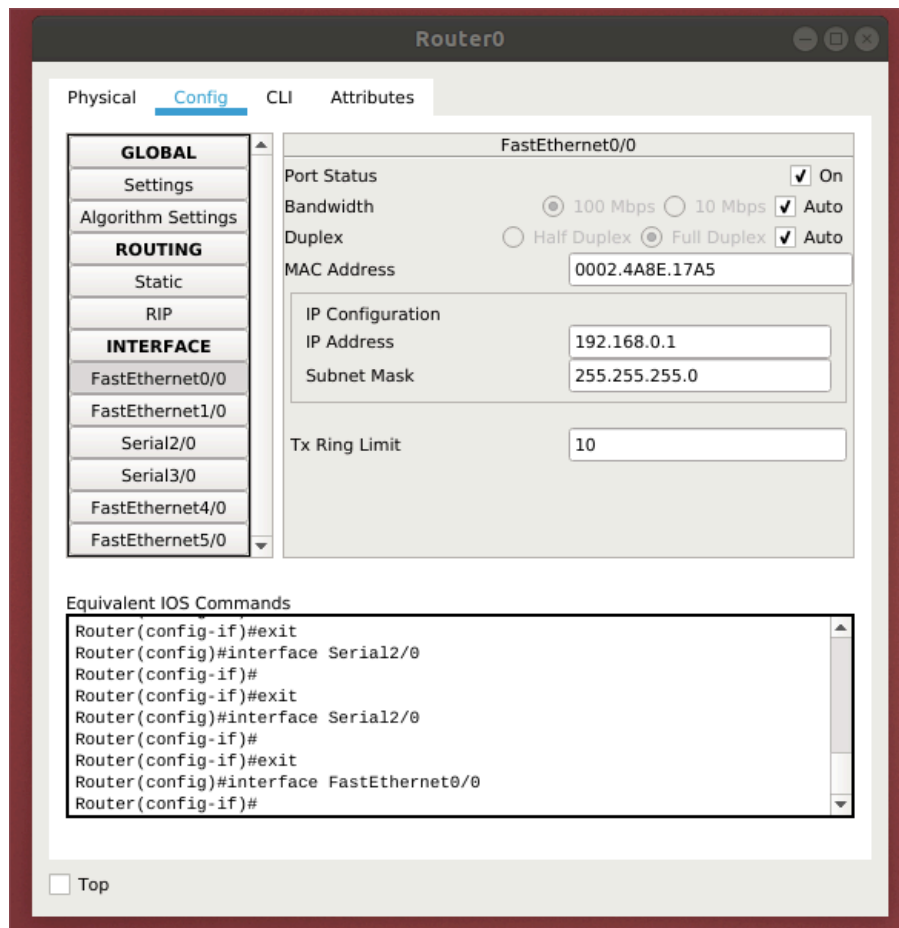 Router0
Physical Config CLI Attributes
GLOBAL
Settings
Algorithm Settings
ROUTING
Static
RIP
INTERFACE
FastEthernet0/0
FastEthernet1/0
Serial2/0
Serial3/0
FastEthernet4/0
FastEthernet5/0
FastEthernet0/0
Port Status On
Bandwidth 100 Mbps 10 Mbps Auto
Duplex Half Duplex Full Duplex Auto
MAC Address 0002.4A8E.17A5
IP Configuration
IP Address 192.168.0.1
Subnet Mask 255.255.255.0
Tx Ring Limit 10
Equivalent IOS Commands
Router(config-if)#exit
Router(config)#interface Serial2/0
Router(config-if)#
Router(config-if)#exit
Router(config)#interface Serial2/0
Router(config-if)#
Router(config-if)#exit
Router(config)#interface FastEthernet0/0
Router(config-if)#
Top